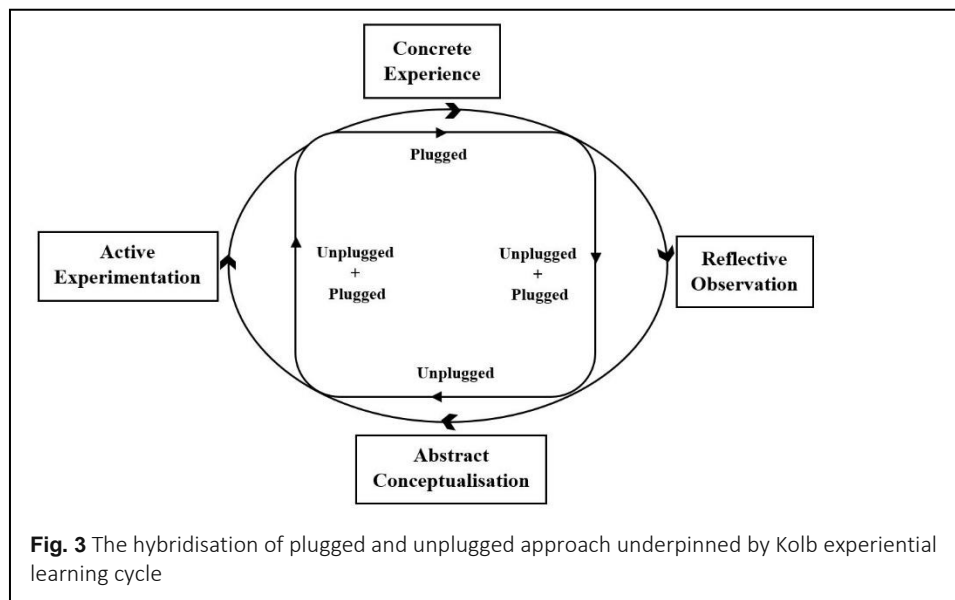 Concrete
Experience
Plugged
Active
Experimentation
Unplugged
+
Plugged
Unplugged
+
Plugged
Reflective
Observation
Unplugged
Abstract
Conceptualisation
Fig. 3 The hybridisation of plugged and unplugged approach underpinned by Kolb experiential
learning cycle